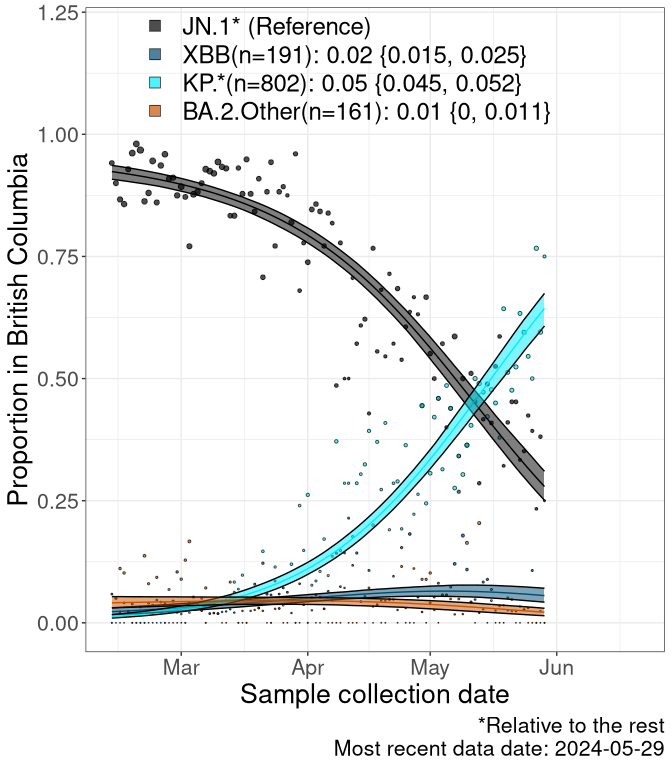 1.25
JN.1* (Reference)
XBB(n=191): 0.02 {0.015, 0.025}
KP.*(n=802): 0.05 {0.045, 0.052}
BA.2.Other(n=161): 0.01 {0, 0.011}
1.00
0.75
0.50
0.25
0.00
Proportion in British Columbia
Mar Apr May Jun
Sample collection date
*Relative to the rest
Most recent data date: 2024-05-29